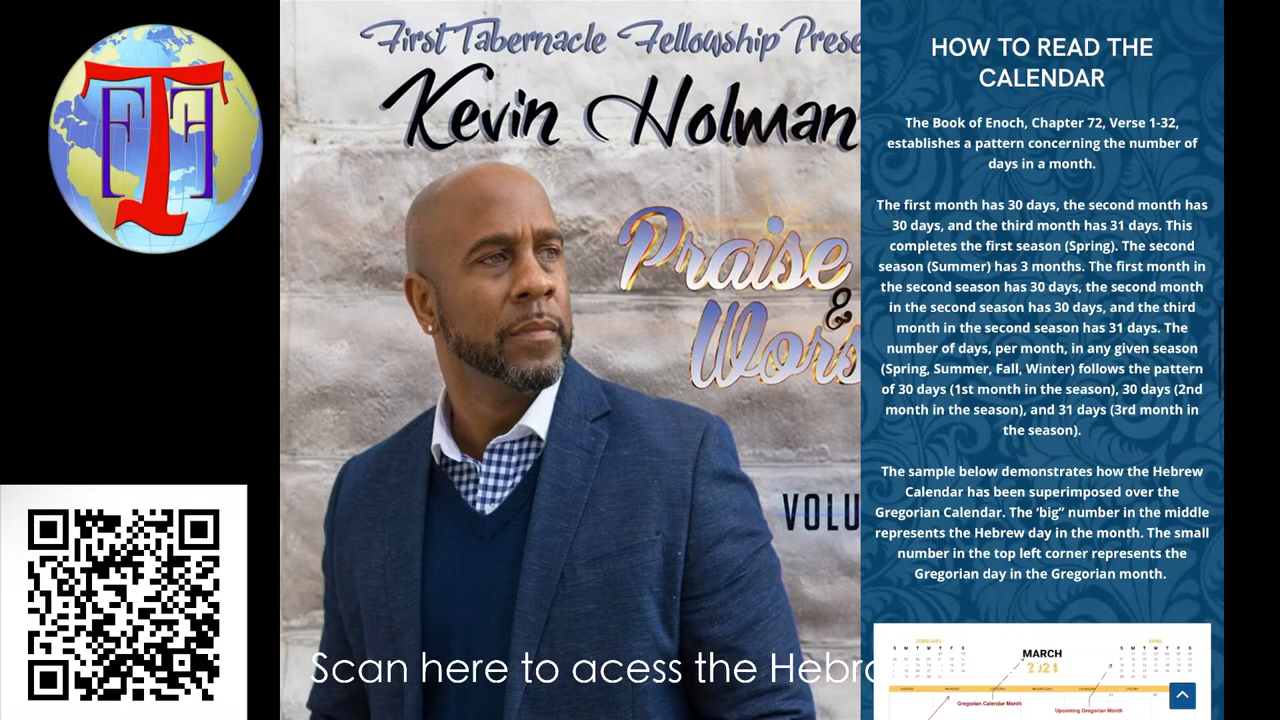 First Tabernacle Fellowship Prese
Kevin Holman
Praise
&
Wors
VOLU
Scan here to acess the Hebra
HOW TO READ THE
CALENDAR
The Book of Enoch, Chapter 72, Verse 1-32,
establishes a pattern concerning the number of
days in a month.
The first month has 30 days, the second month has
30 days, and the third month has 31 days. This
completes the first season (Spring). The second
season (Summer) has 3 months. The first month in
the second season has 30 days, the second month
in the second season has 30 days, and the third
month in the second season has 31 days. The
number of days, per month, in any given season
(Spring, Summer, Fall, Winter) follows the pattern
of 30 days (1st month in the season), 30 days (2nd
month in the season), and 31 days (3rd month in
the season).
The sample below demonstrates how the Hebrew
Calendar has been superimposed over the
Gregorian Calendar. The ‘big” number in the middle
represents the Hebrew day in the month. The small
number in the top left corner represents the
Gregorian day in the Gregorian month.
FEBRUARY
APRIL
MARCH
Gregorian Calendar Month
Upcoming Gregorian Month